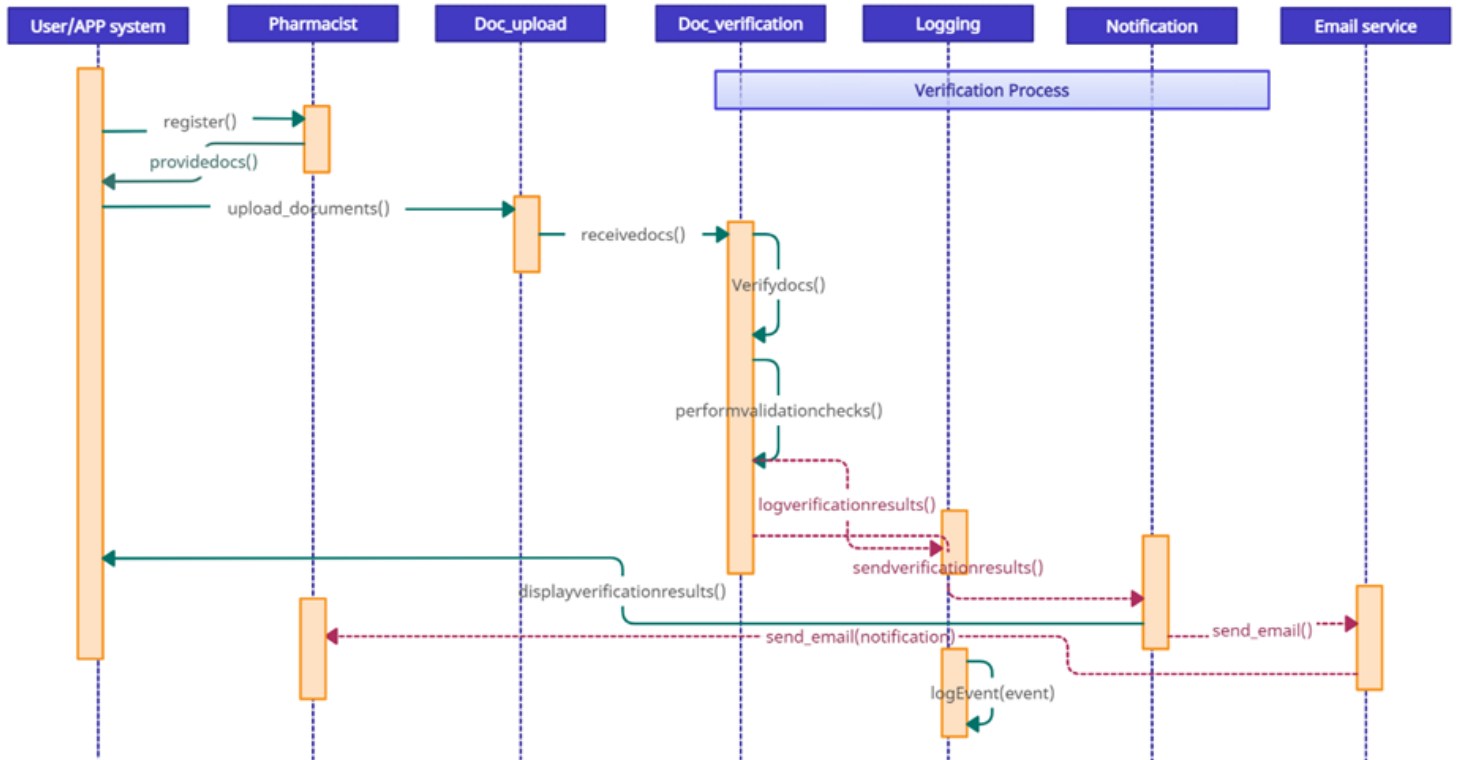 User/APP system
Pharmacist
Doc_upload
Doc_verification
Logging
Notification
Email service
Verification Process
register()
providedocs()
upload_documents()
receivedocs()
Verifydocs()
performvalidationchecks()
logverificationresults()
sendverificationresults()
displayverificationresults()
send_email()
send_email(notification)
logEvent(event)